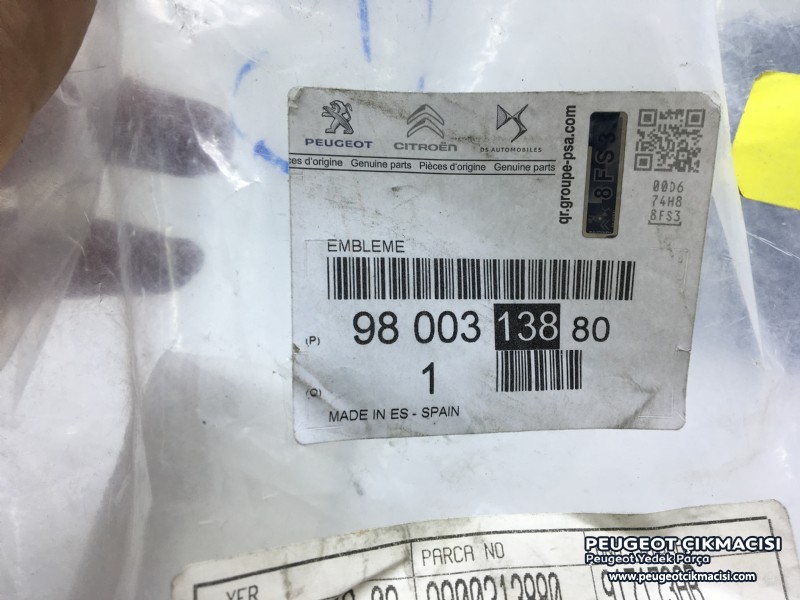 PEUGEOT CITROËN DS AUTOMOBILES
ces d'origine Genuine parts Pièces d'origine Genuine parts
qr.groupe-psa.com
8FS3
00D6
74H8
8FS3
EMBLEME
(P) 98 003 138 80
(Q) 1
MADE IN ES - SPAIN
YER
PARCA NO
PEUGEOT CIKMACISI
Peugeot Yedek Parça
www.peugeotcikmacisi.com